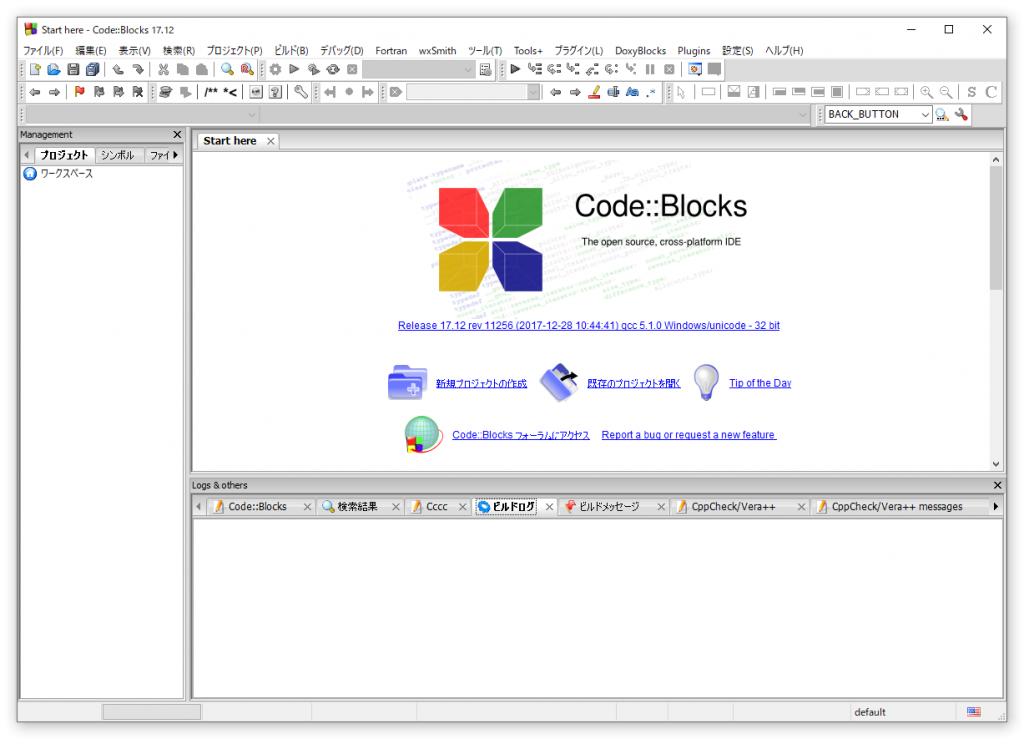 Start here - Code::Blocks 17.12
ファイル(F) 編集(E) 表示(V) 検索(R) プロジェクト(P) ビルド(B) デバッグ(D) Fortran wxSmith ツール(T) Tools+ プラグイン(L) DoxyBlocks Plugins 設定(S) ヘルプ(H)
/** *< .* S C
BACK_BUTTON
Management
プロジェクト シンボル ファイ
ワークスペース
Start here
Code::Blocks
The open source, cross-platform IDE
Release 17.12 rev 11256 (2017-12-28 10:44:41) gcc 5.1.0 Windows/unicode - 32 bit
新規プロジェクトの作成 既存のプロジェクトを開く Tip of the Day
Code::Blocks フォーラムにアクセス Report a bug or request a new feature
Logs & others
Code::Blocks 検索結果 Cccc ビルドログ ビルドメッセージ CppCheck/Vera++ CppCheck/Vera++ messages
default